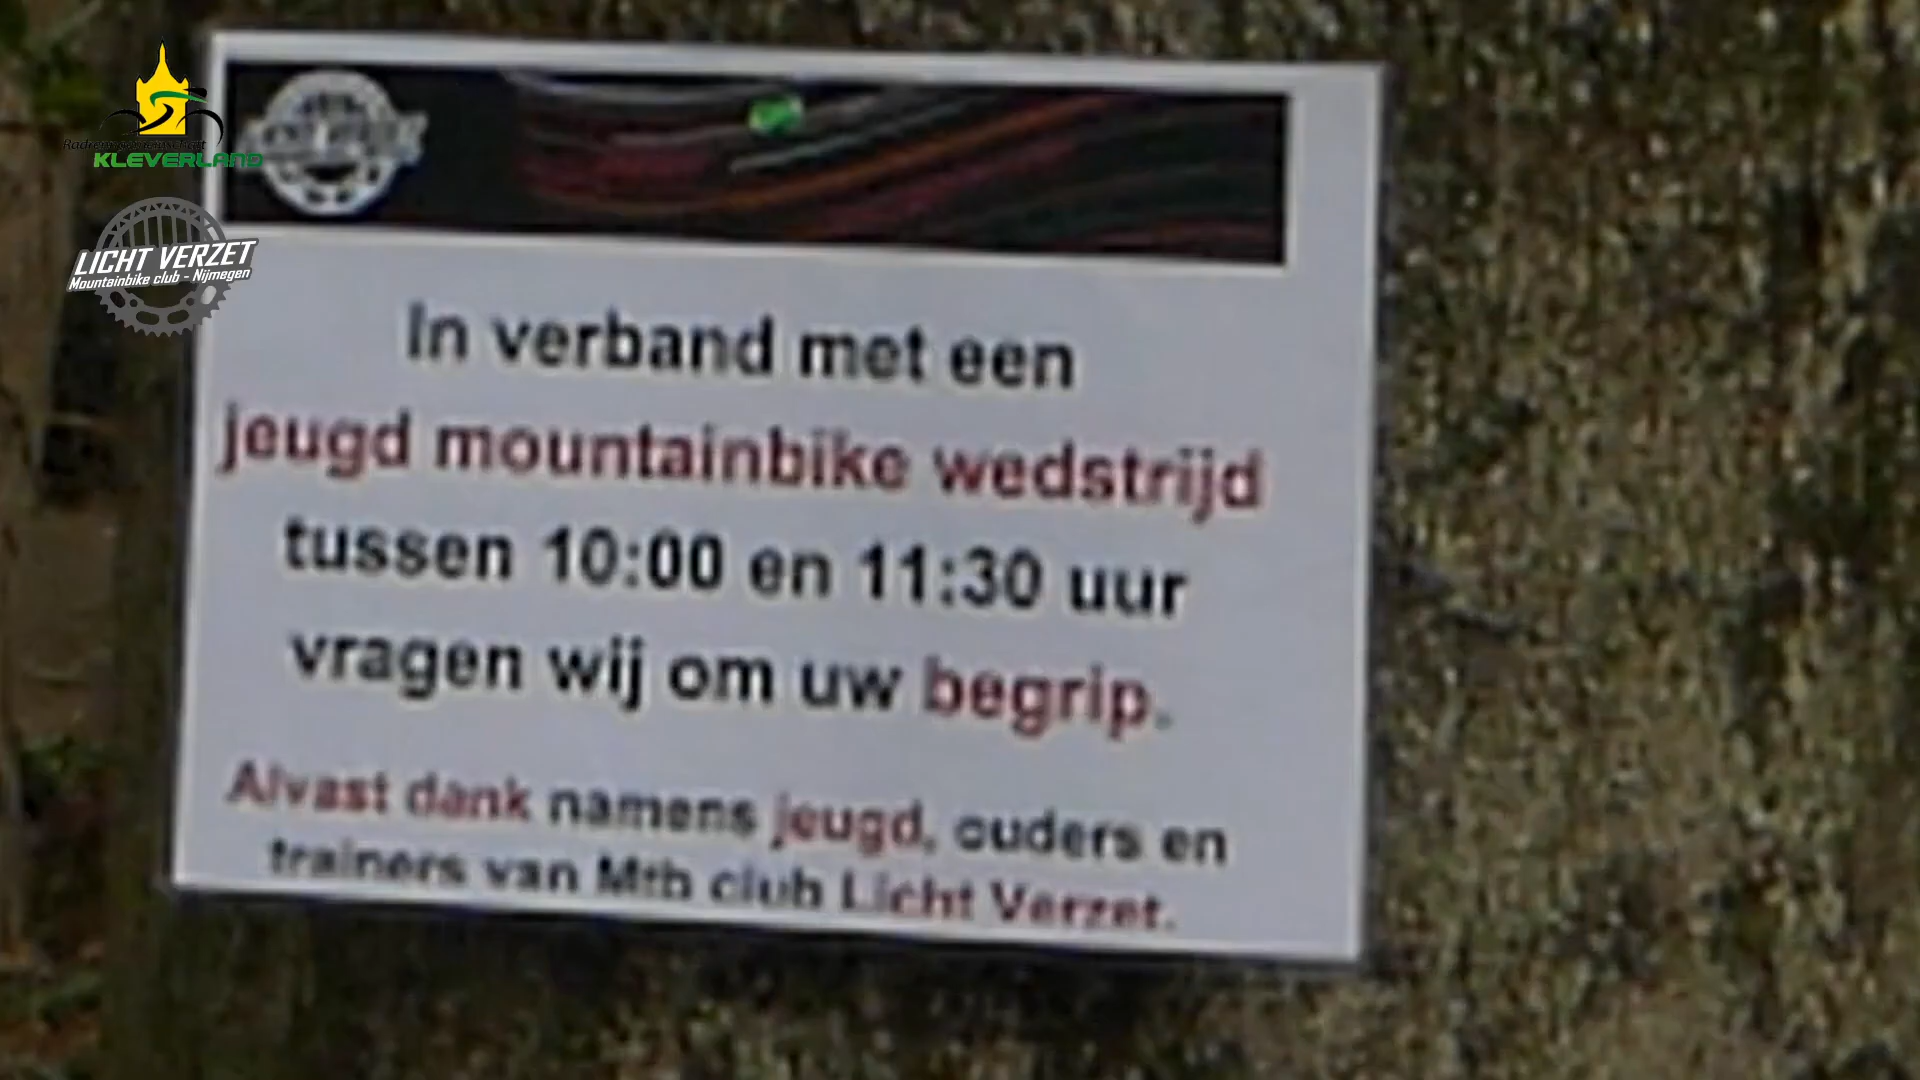 KLEVERLAND
LICHT VERZET
Mountainbike club - Nijmegen
In verband met een
jeugd mountainbike wedstrijd
tussen 10:00 en 11:30 uur
vragen wij om uw begrip.
Alvast dank namens jeugd, ouders en
trainers van Mtb club Licht Verzet.